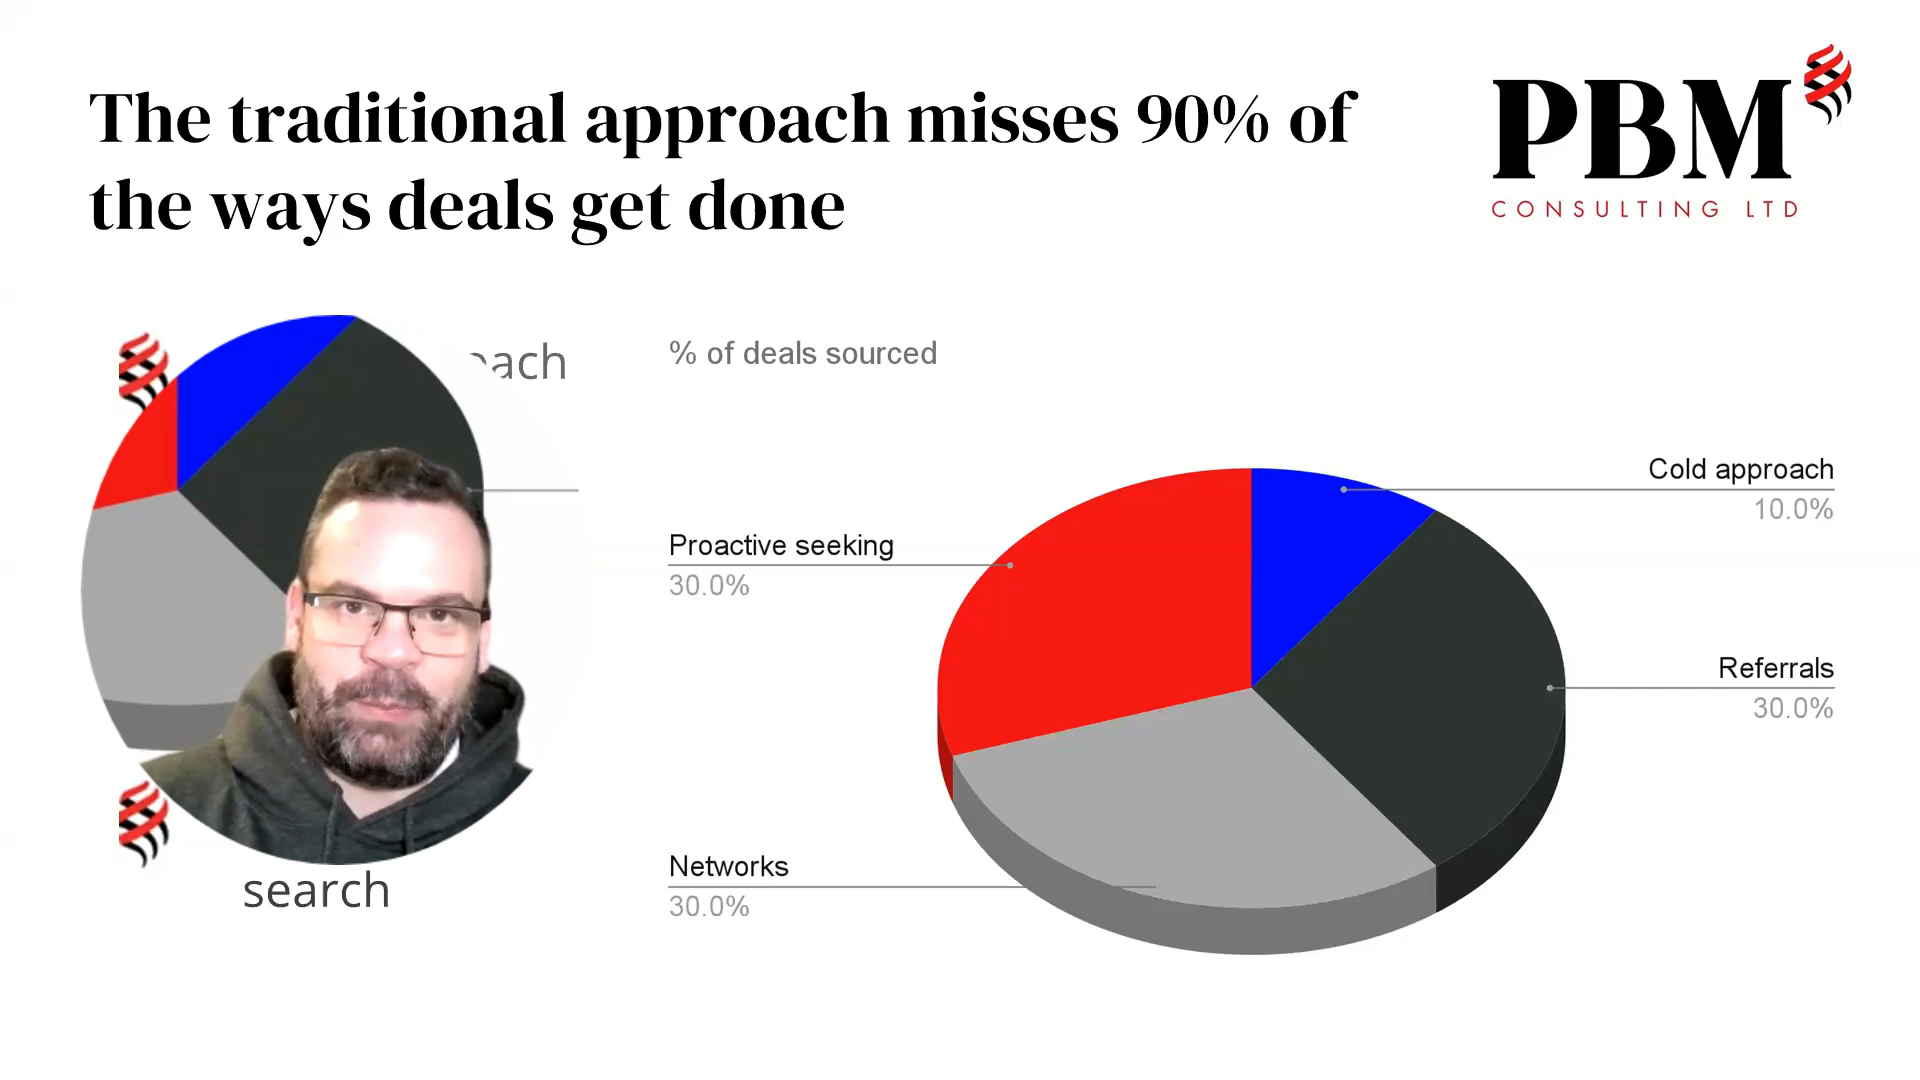 The traditional approach misses 90% of
the ways deals get done
PBM
CONSULTING LTD
% of deals sourced
Cold approach
10.0%
Proactive seeking
30.0%
Referrals
30.0%
Networks
30.0%
search